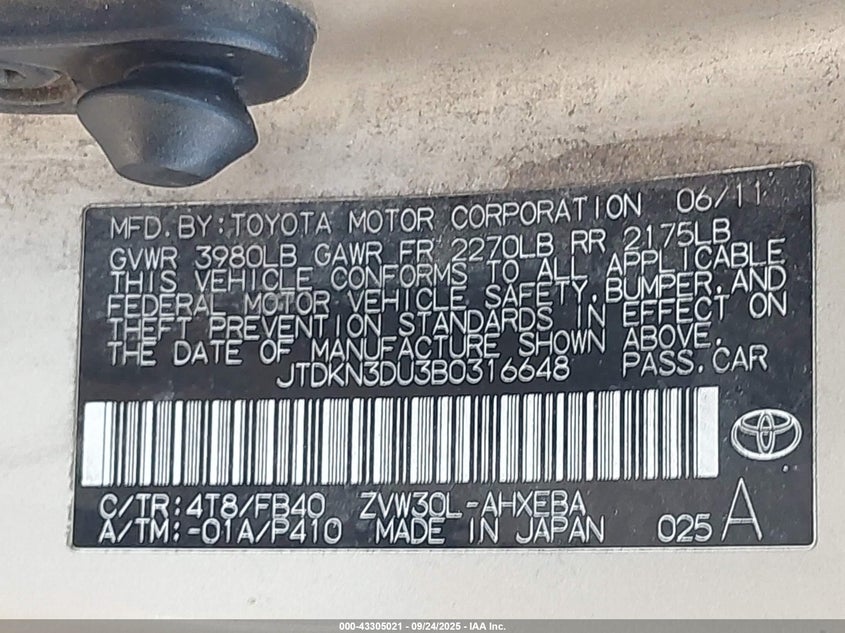 MFD.BY:TOYOTA MOTOR CORPORATION 06/11
GVWR 3980LB GAWR FR 2270LB RR 2175LB
THIS VEHICLE CONFORMS TO ALL APPLICABLE
FEDERAL MOTOR VEHICLE SAFETY,BUMPER,AND
THEFT PREVENTION STANDARDS IN EFFECT ON
THE DATE OF MANUFACTURE SHOWN ABOVE.
JTDKN3DU3B0316648 PASS.CAR
C/TR:4T8/FB40 ZVW30L-AHXEBA
A/TM:-01A/P410 MADE IN JAPAN 025 A
000-43305021 - 09/24/2025 - IAA Inc.